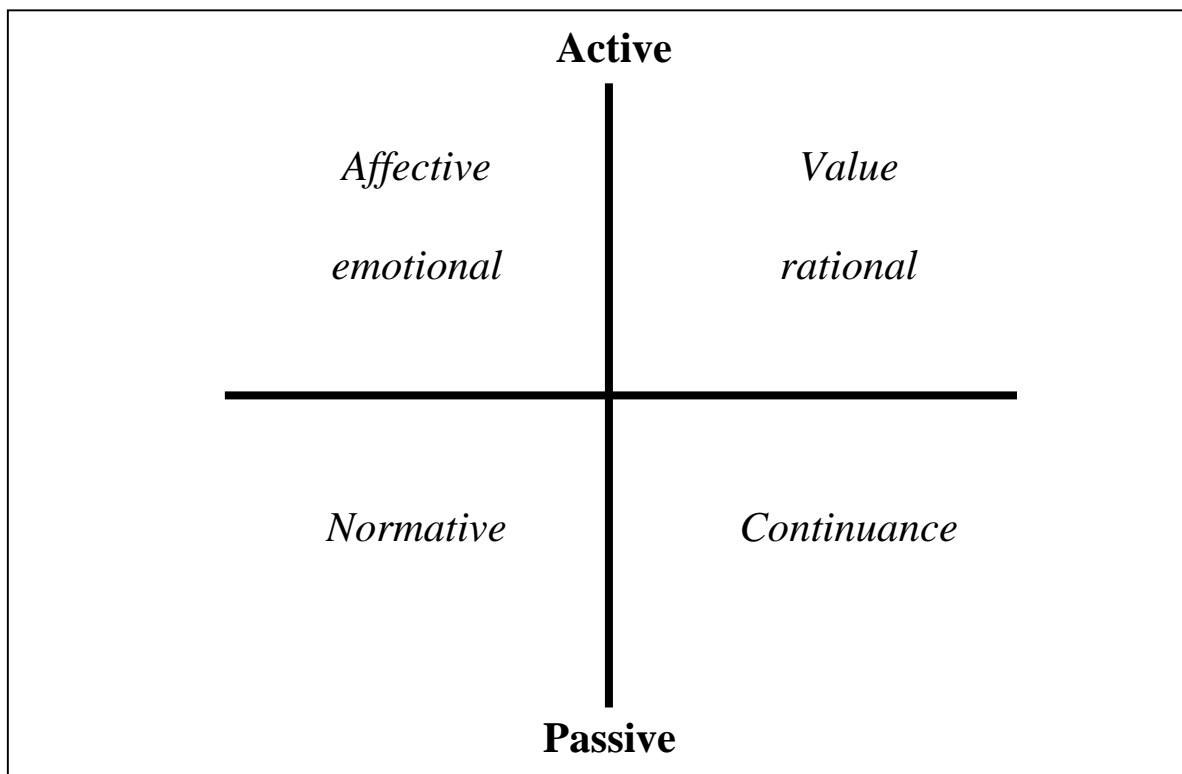 Active
Affective
Value
emotional
rational
Normative
Continuance
Passive